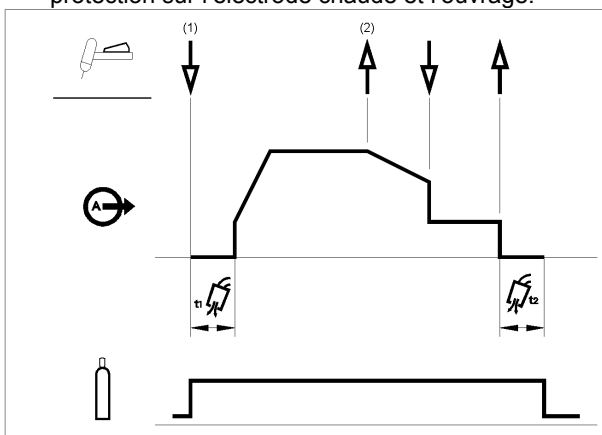 protection sur l'électrode chaude et l'ouvrage.
(1) (2)
A
t1 t2